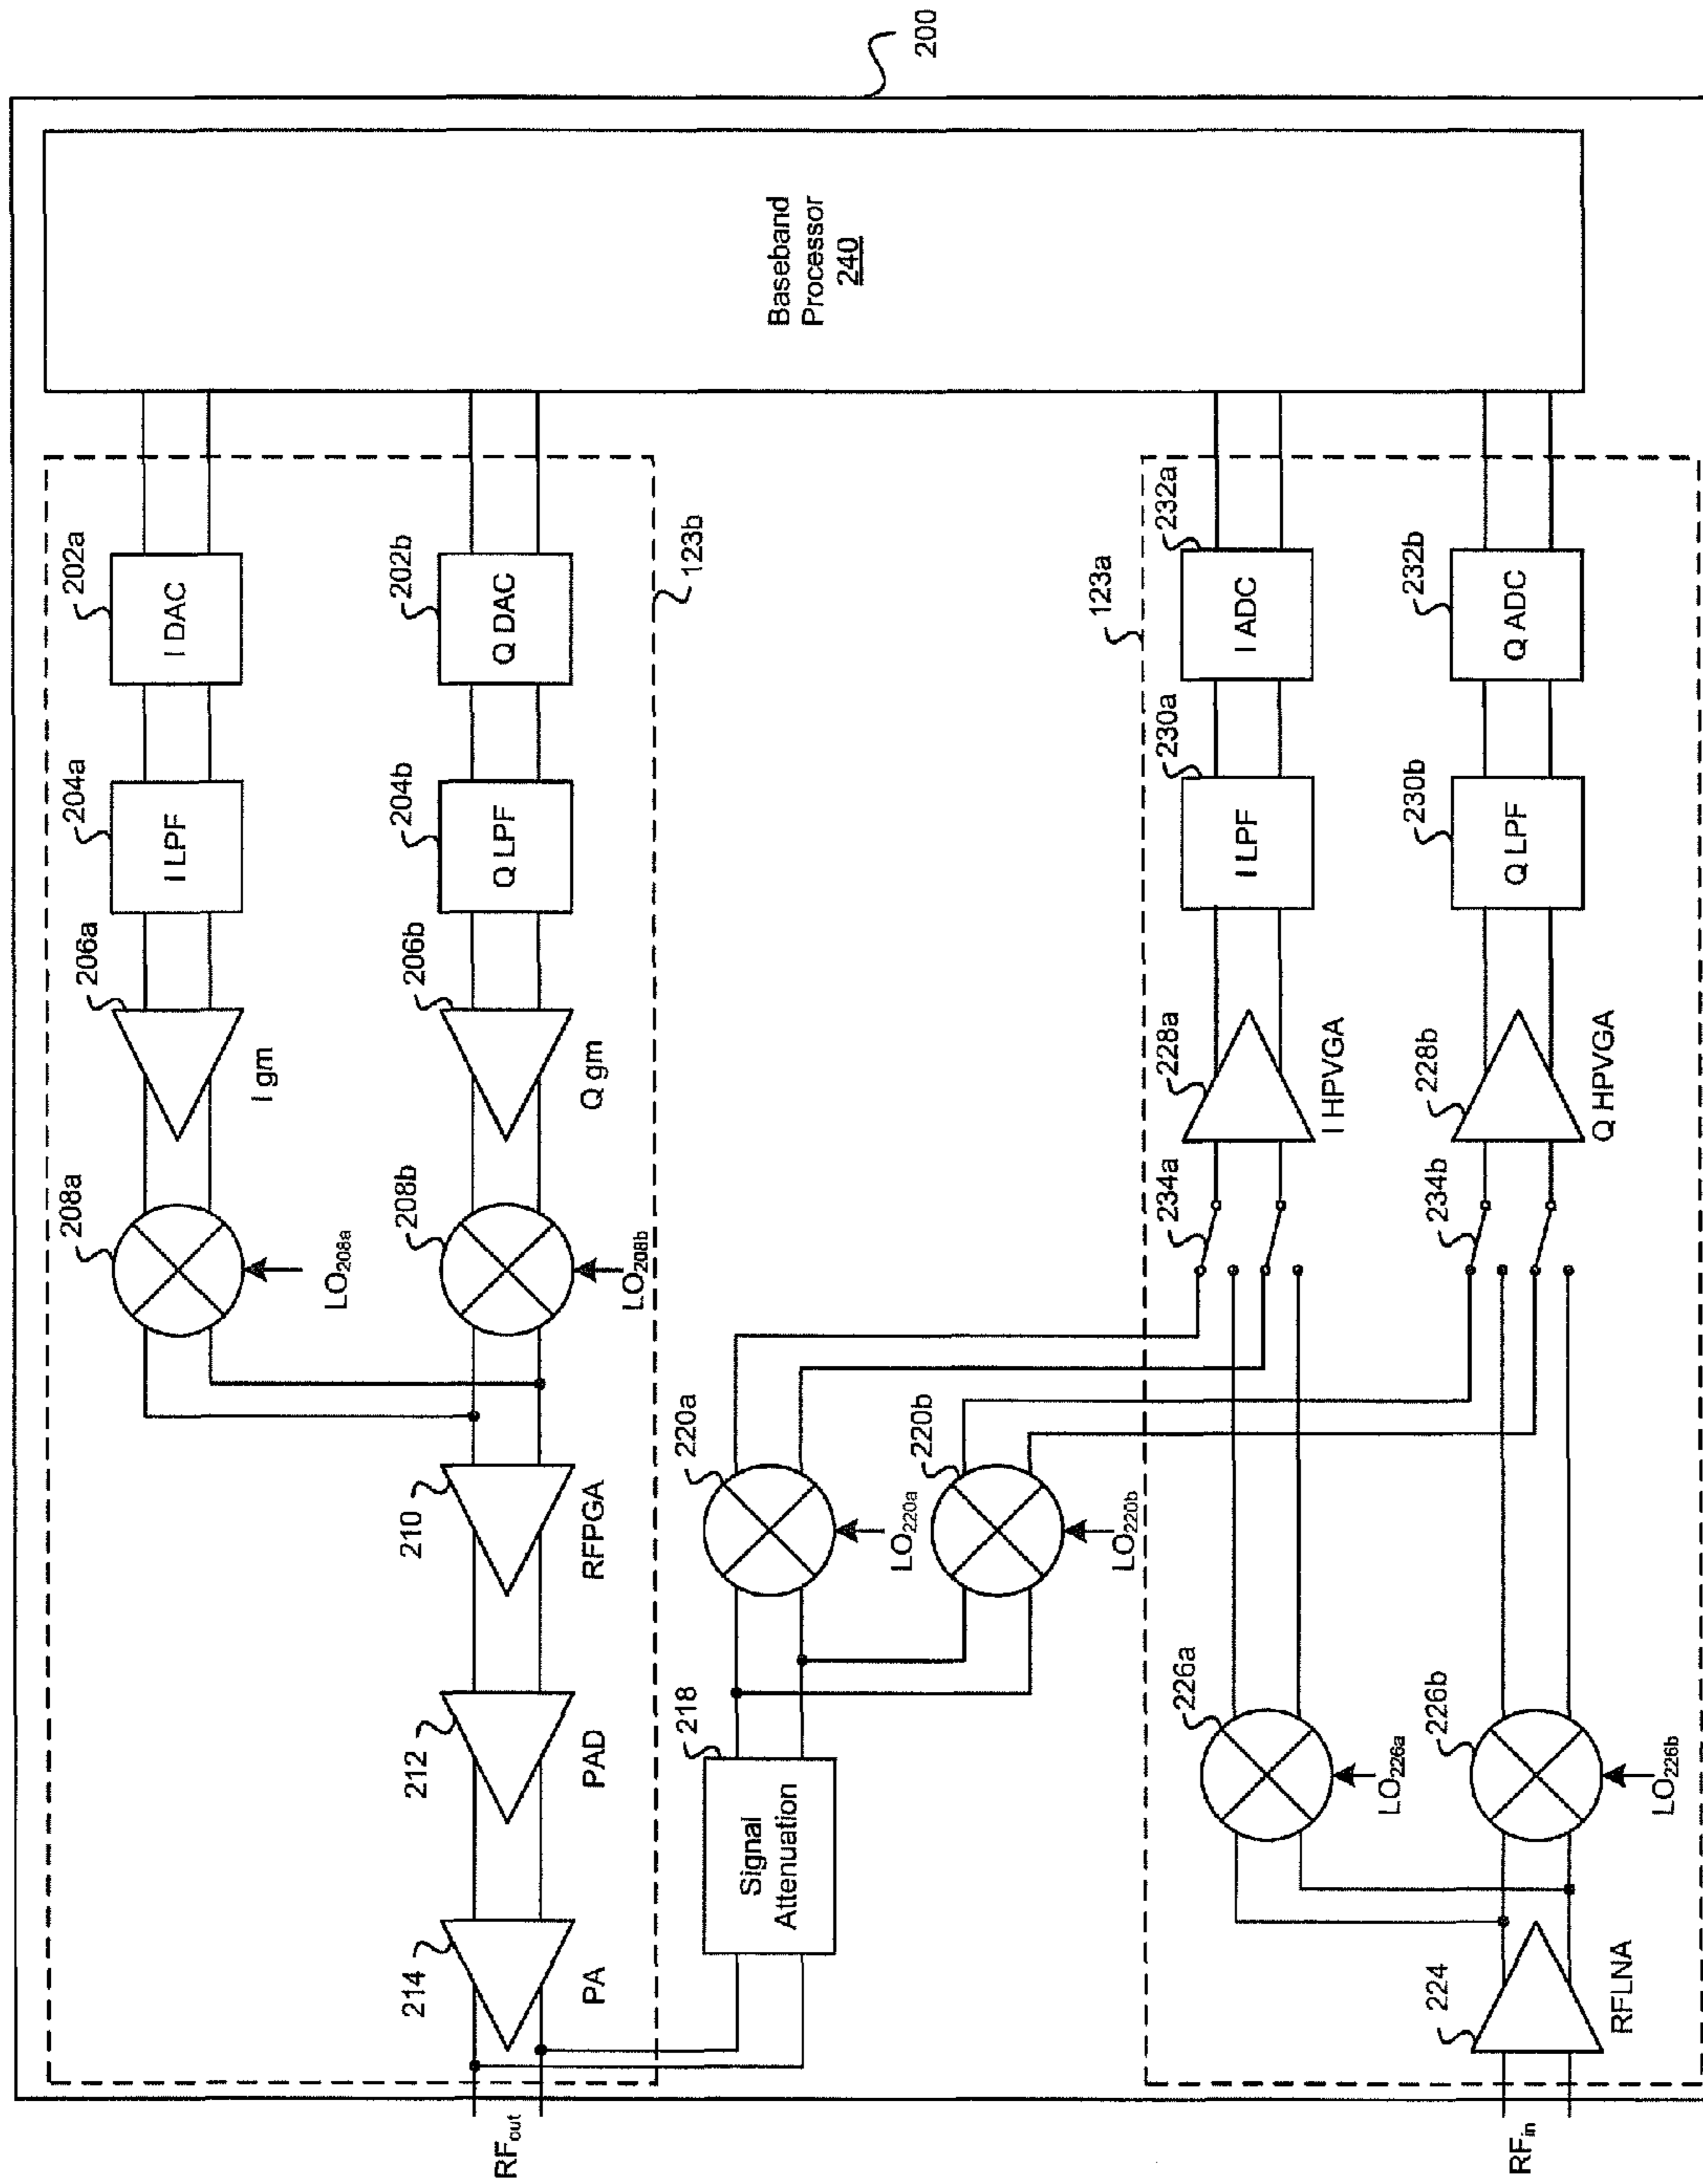 200
Baseband
Processor
240
202a
I DAC
204a
I LPF
206a
I gm
208a
LO208a
202b
Q DAC
204b
Q LPF
206b
Q gm
208b
LO208b
123b
210
RFPGA
212
PAD
214
PA
RFout
218
Signal
Attenuation
220a
LO220a
220b
LO220b
123a
232a
I ADC
230a
I LPF
228a
I HPVGA
234a
226a
LO226a
232b
Q ADC
230b
Q LPF
228b
Q HPVGA
234b
226b
LO226b
224
RFLNA
RFin